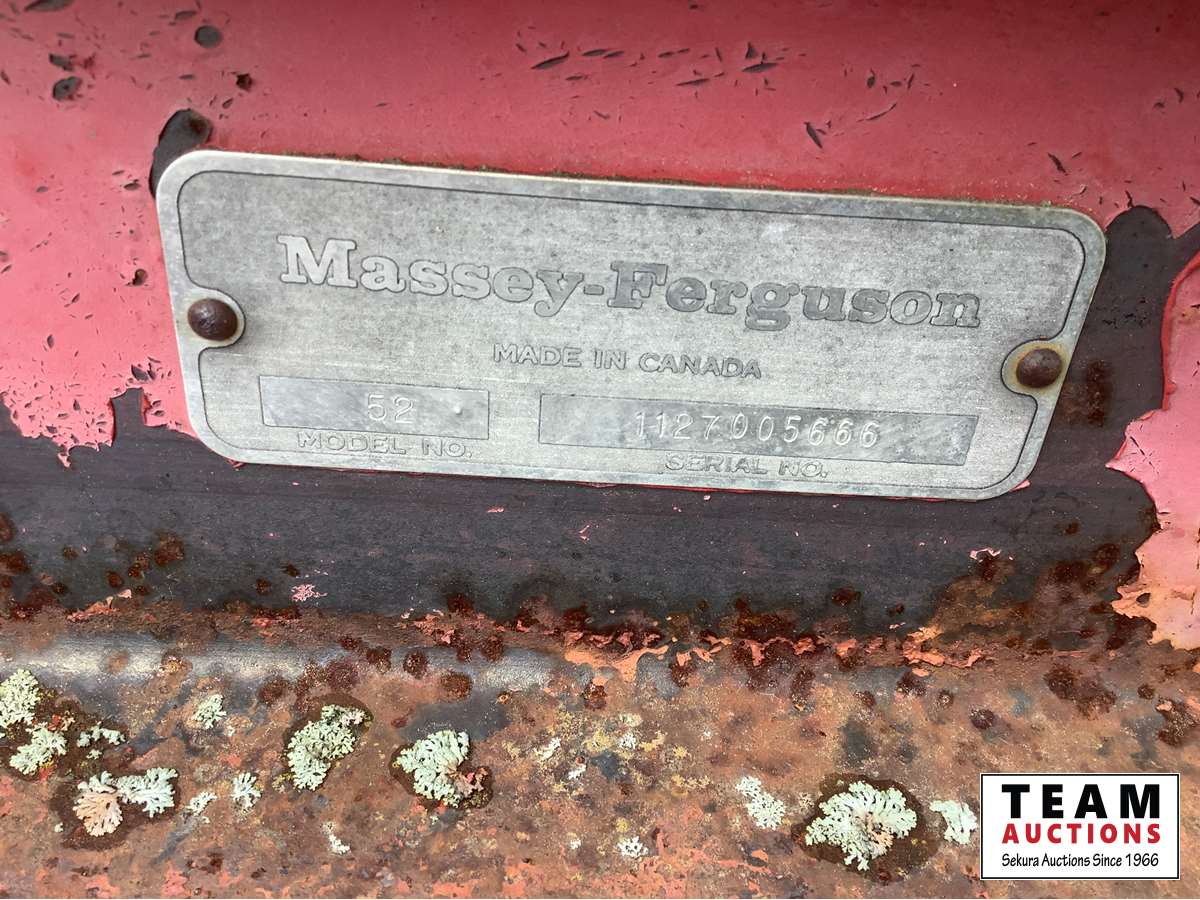 Massey-Ferguson
MADE IN CANADA
52
MODEL NO.
1127005666
SERIAL NO.
TEAM
AUCTIONS
Sekura Auctions Since 1966